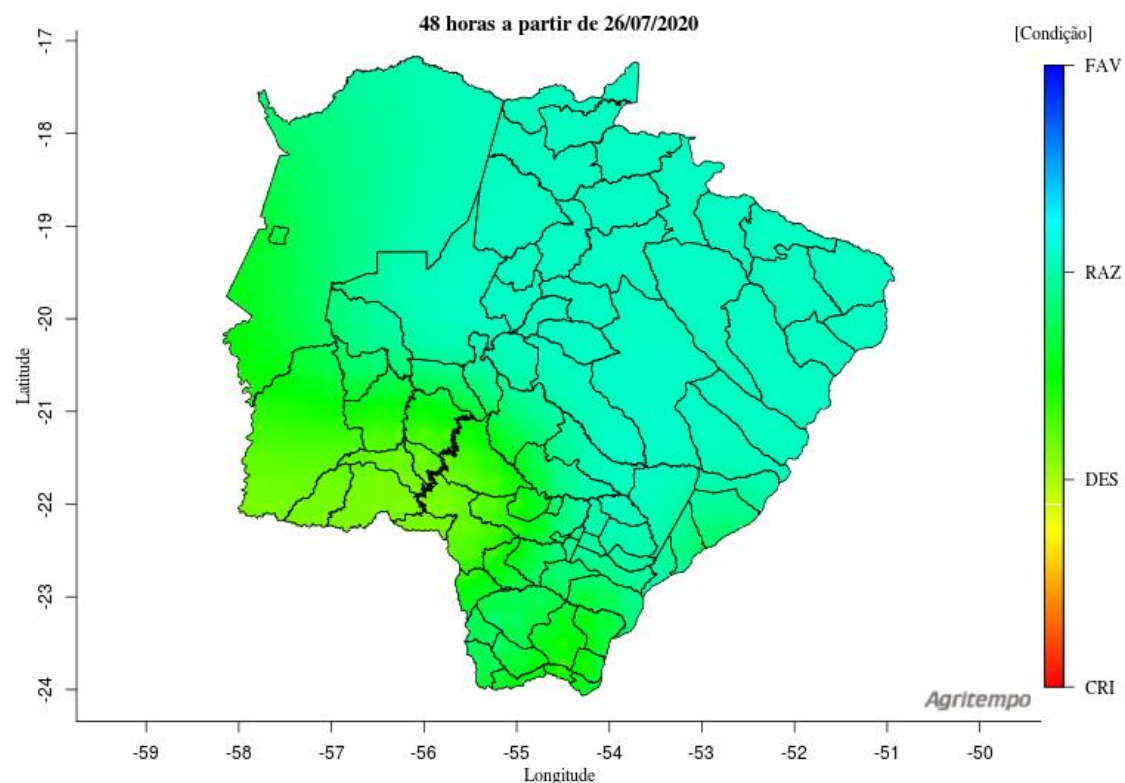 48 horas a partir de 26/07/2020
[Condição]
FAV
RAZ
DES
CRI
Latitude
-17
-18
-19
-20
-21
-22
-23
-24
Agritempo
-59 -58 -57 -56 -55 -54 -53 -52 -51 -50
Longitude